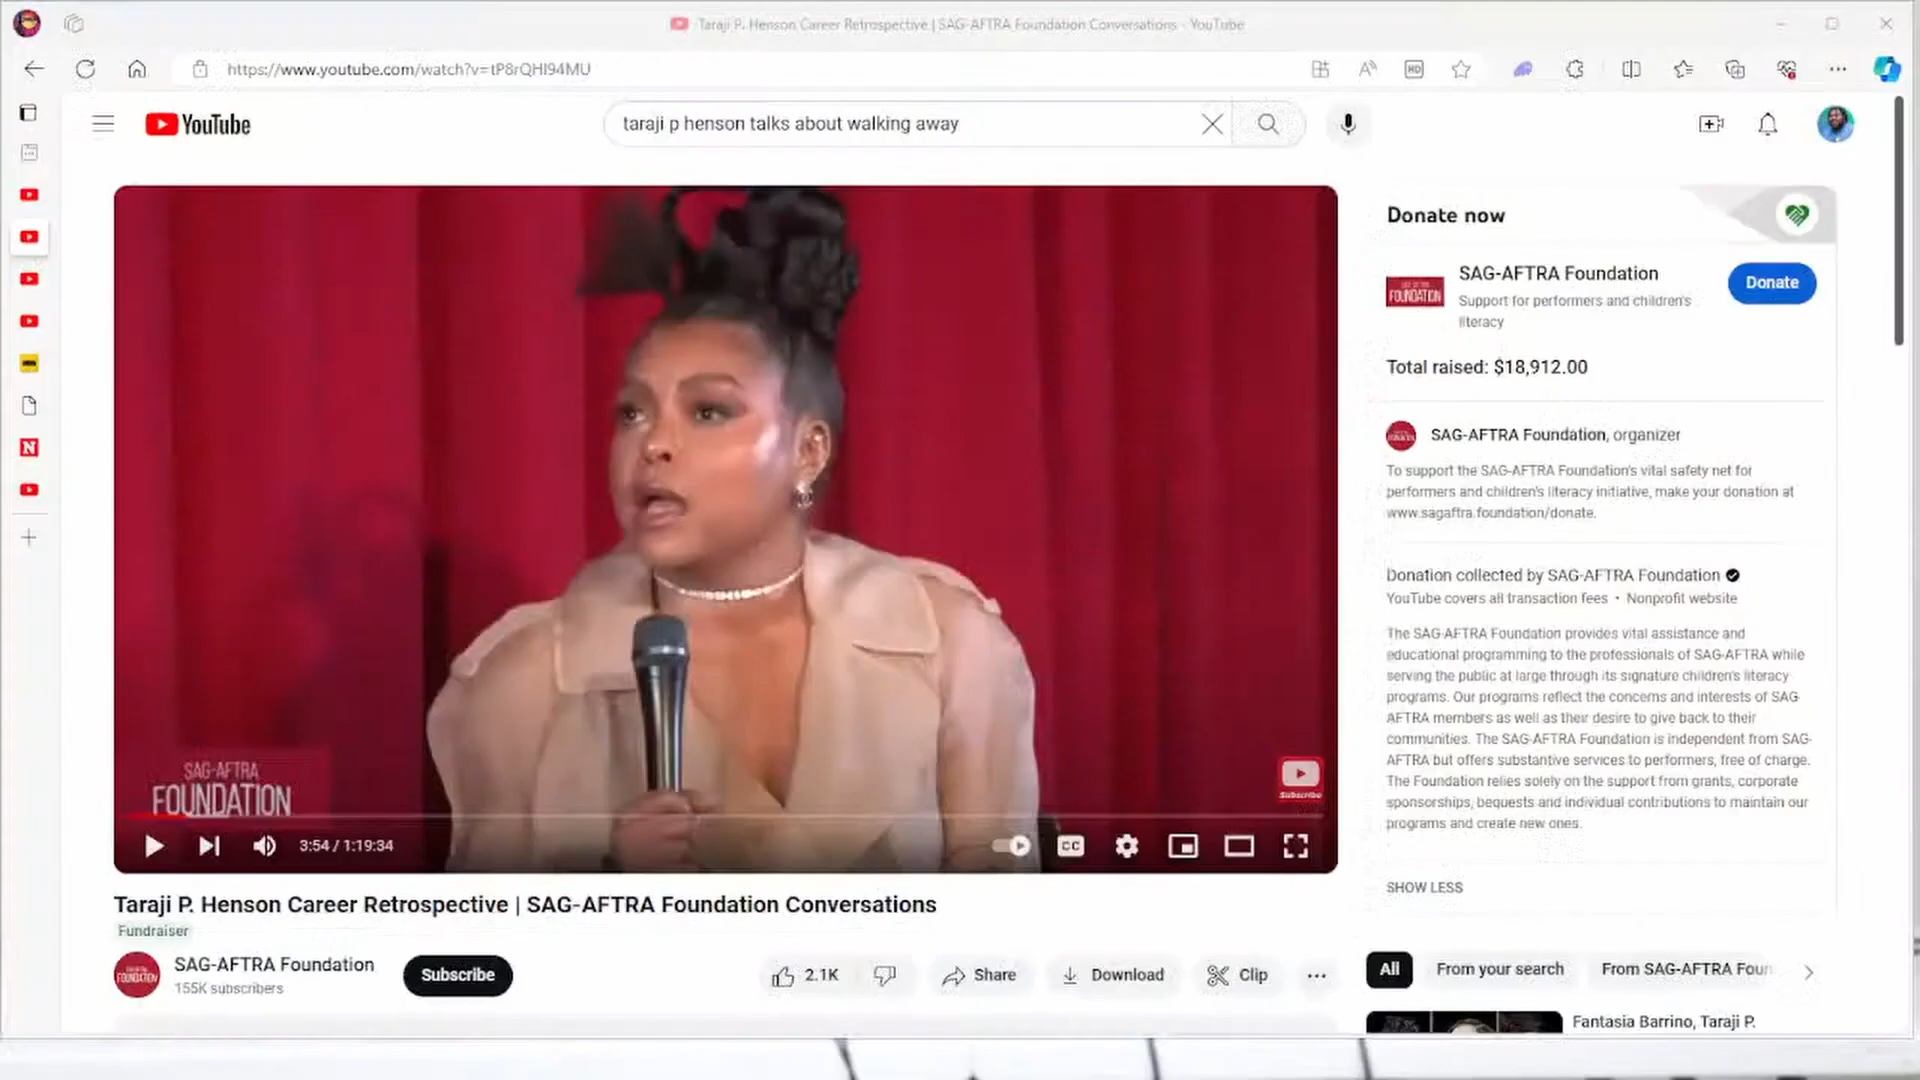 Taraji P. Henson Career Retrospective | SAG-AFTRA Foundation Conversations - YouTube
https://www.youtube.com/watch?v=tP8rQHI94MU
YouTube
taraji p henson talks about walking away
Donate now
SAG-AFTRA Foundation
Support for performers and children's
literacy
Donate
FOUNDATION
Total raised: $18,912.00
SAG-AFTRA Foundation, organizer
To support the SAG-AFTRA Foundation's vital safety net for
performers and children's literacy initiative, make your donation at
www.sagaftra.foundation/donate.
Donation collected by SAG-AFTRA Foundation
YouTube covers all transaction fees • Nonprofit website
The SAG-AFTRA Foundation provides vital assistance and
educational programming to the professionals of SAG-AFTRA while
serving the public at large through its signature children's literacy
programs. Our programs reflect the concerns and interests of SAG
AFTRA members as well as their desire to give back to their
communities. The SAG-AFTRA Foundation is independent from SAG-
AFTRA but offers substantive services to performers, free of charge.
The Foundation relies solely on the support from grants, corporate
sponsorships, bequests and individual contributions to maintain our
programs and create new ones.
SHOW LESS
SAG-AFTRA
FOUNDATION
Subscribe
3:54 / 1:19:34
CC
Taraji P. Henson Career Retrospective | SAG-AFTRA Foundation Conversations
Fundraiser
SAG-AFTRA Foundation
155K subscribers
Subscribe
2.1K
Share
Download
Clip
All
From your search
From SAG-AFTRA Foun
Fantasia Barrino, Taraji P.